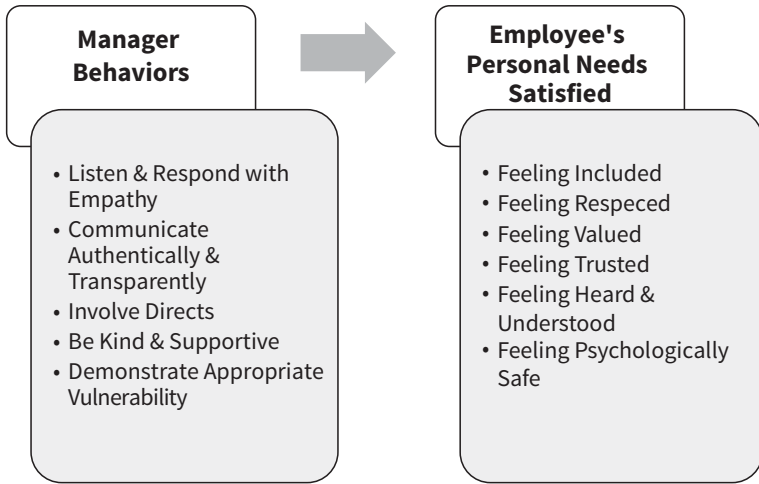 Manager
Behaviors
• Listen & Respond with
Empathy
• Communicate
Authentically &
Transparently
• Involve Directs
• Be Kind & Supportive
• Demonstrate Appropriate
Vulnerability
Employee's
Personal Needs
Satisfied
• Feeling Included
• Feeling Respeced
• Feeling Valued
• Feeling Trusted
• Feeling Heard &
Understood
• Feeling Psychologically
Safe